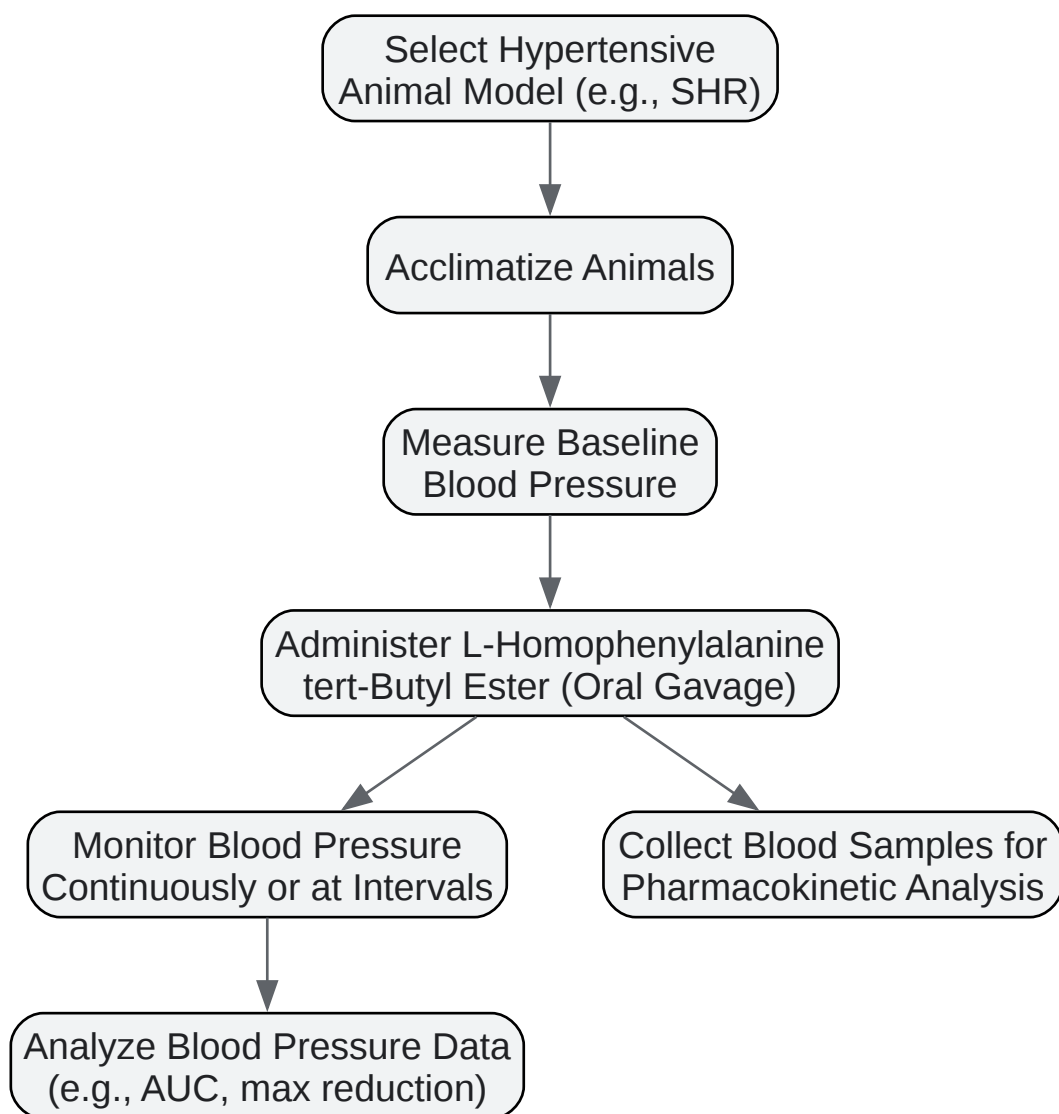 Select Hypertensive
Animal Model (e.g., SHR)
Acclimatize Animals
Measure Baseline
Blood Pressure
Administer L-Homophenylalanine
tert-Butyl Ester (Oral Gavage)
Monitor Blood Pressure
Continuously or at Intervals
Collect Blood Samples for
Pharmacokinetic Analysis
Analyze Blood Pressure Data
(e.g., AUC, max reduction)